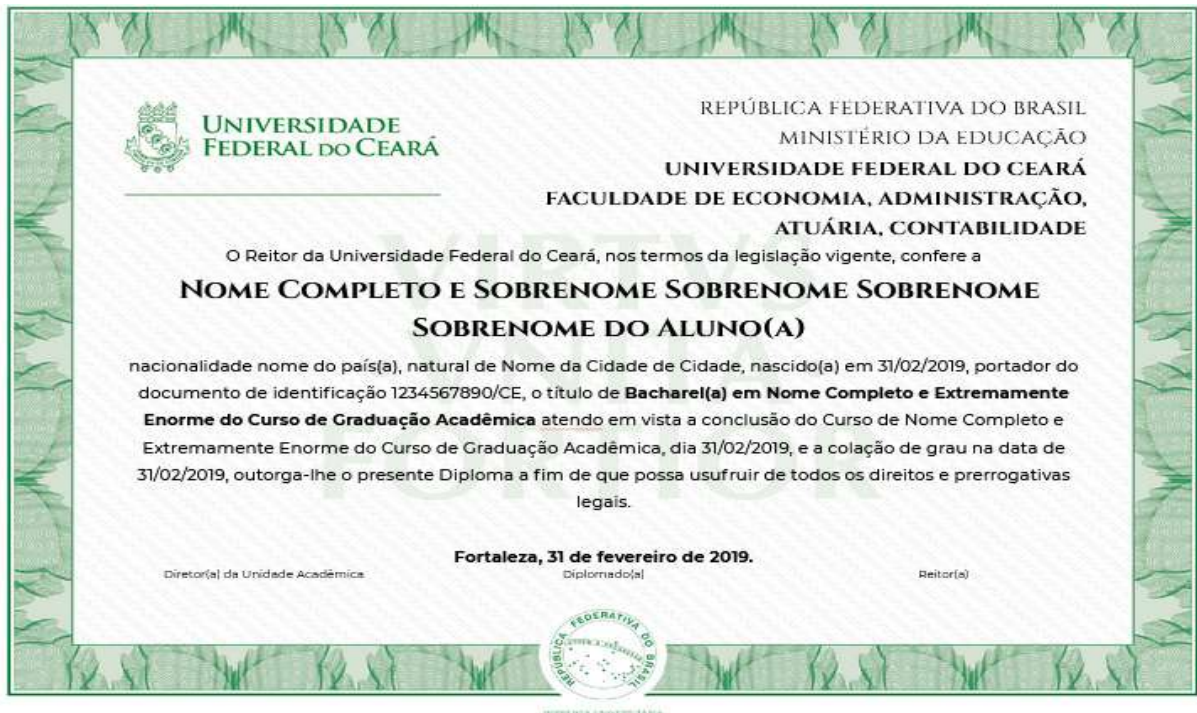 UNIVERSIDADE
FEDERAL DO CEARÁ
REPÚBLICA FEDERATIVA DO BRASIL
MINISTÉRIO DA EDUCAÇÃO
UNIVERSIDADE FEDERAL DO CEARÁ
FACULDADE DE ECONOMIA, ADMINISTRAÇÃO,
ATUÁRIA, CONTABILIDADE
VIRTVS
VNITA
FORTIOR
O Reitor da Universidade Federal do Ceará, nos termos da legislação vigente, confere a
NOME COMPLETO E SOBRENOME SOBRENOME SOBRENOME
SOBRENOME DO ALUNO(A)
nacionalidade nome do país(a), natural de Nome da Cidade de Cidade, nascido(a) em 31/02/2019, portador do
documento de identificação 1234567890/CE, o título de Bacharel(a) em Nome Completo e Extremamente
Enorme do Curso de Graduação Acadêmica atendo em vista a conclusão do Curso de Nome Completo e
Extremamente Enorme do Curso de Graduação Acadêmica, dia 31/02/2019, e a colação de grau na data de
31/02/2019, outorga-lhe o presente Diploma a fim de que possa usufruir de todos os direitos e prerrogativas
legais.
Fortaleza, 31 de fevereiro de 2019.
Diretor(a) da Unidade Acadêmica
Diplomado(a)
Reitor(a)
REPÚBLICA FEDERATIVA DO BRASIL